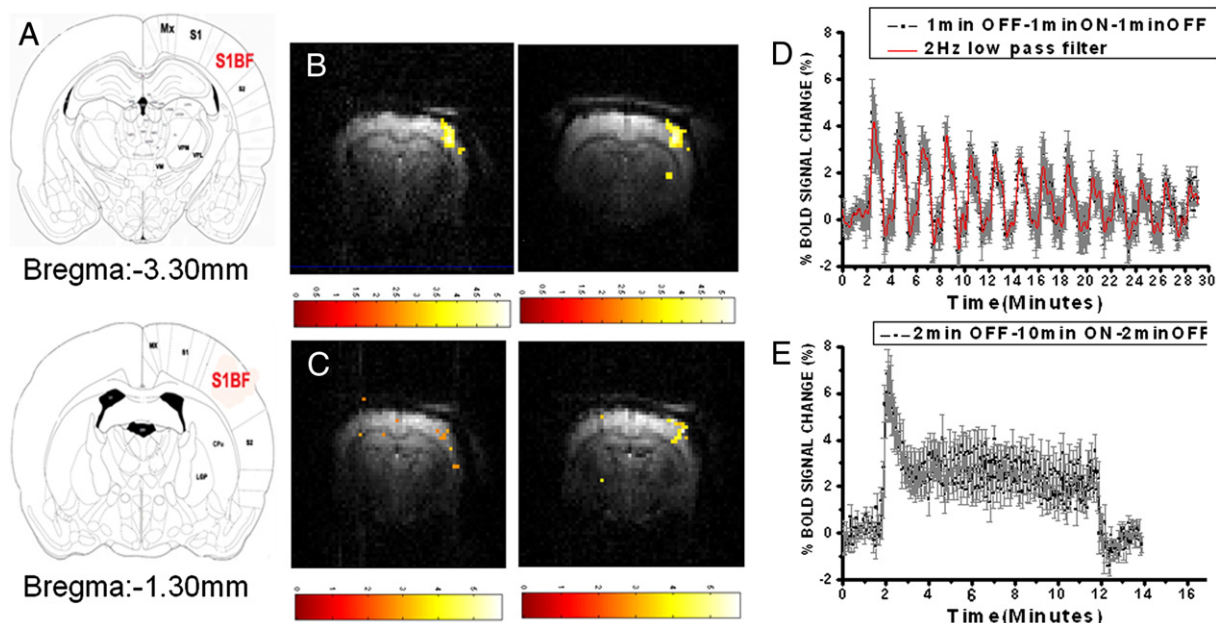 A
Mx
S1
S1BF
S2
VPM
VPL
VM
Bregma:-3.30mm
MX
S1
S1BF
S2
CPu
LGP
Bregma:-1.30mm
B
0 0.5 1 1.5 2 2.5 3 3.5 4 4.5 5
0 0.5 1 1.5 2 2.5 3 3.5 4 4.5 5
C
0 1 2 3 4 5 6
0 1 2 3 4 5 6
D
1min OFF-1minON-1minOFF
2Hz low pass filter
% BOLD SIGNAL CHANGE (%)
8
6
4
2
0
-2
0 2 4 6 8 10 12 14 16 18 20 22 24 26 28 30
Time(Minutes)
E
2min OFF-10min ON-2minOFF
% BOLD SIGNAL CHANGE (%)
8
6
4
2
0
-2
0 2 4 6 8 10 12 14 16
Time(Minutes)